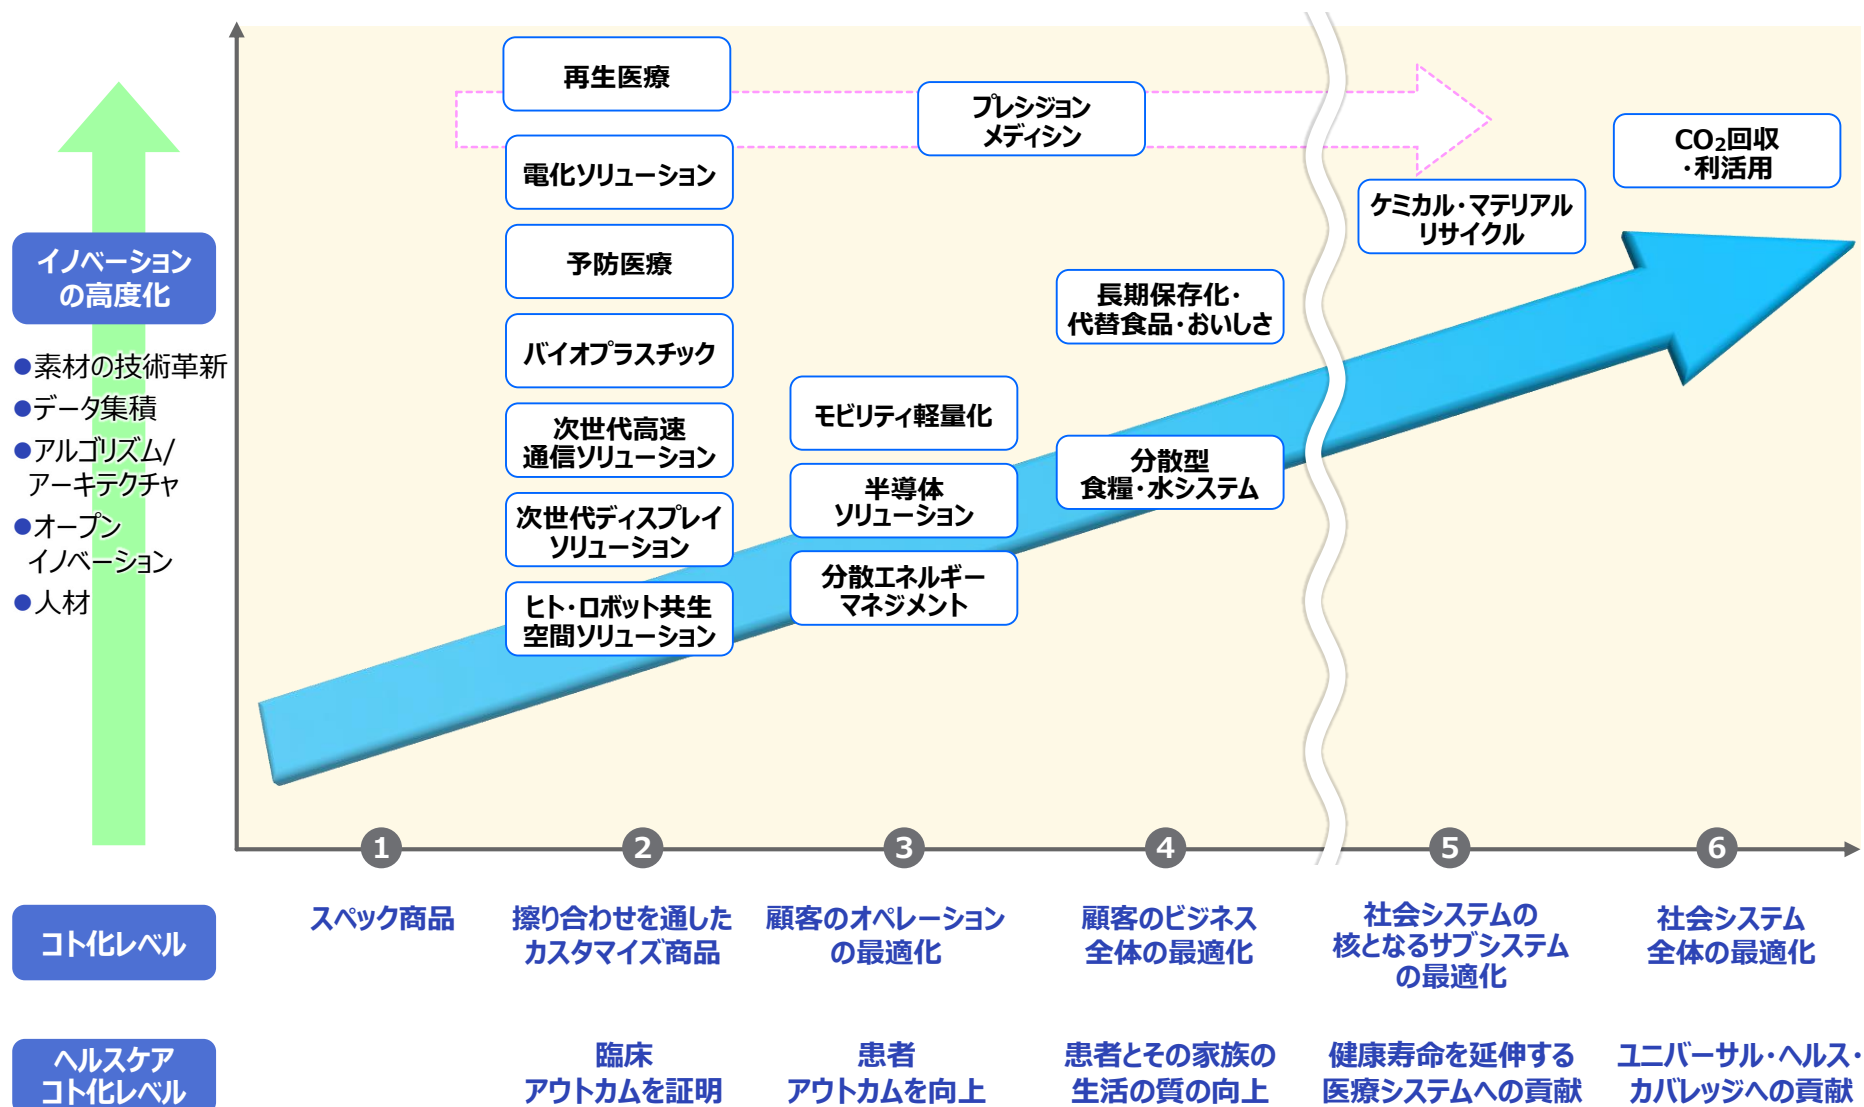 再生医療
プレシジョン
メディシン
CO₂回収
・利活用
電化ソリューション
ケミカル・マテリアル
リサイクル
イノベーション
の高度化
予防医療
長期保存化・
代替食品・おいしさ
バイオプラスチック
●素材の技術革新
●データ集積
●アルゴリズム/
アーキテクチャ
●オープン
イノベーション
●人材
モビリティ軽量化
次世代高速
通信ソリューション
分散型
食糧・水システム
半導体
ソリューション
次世代ディスプレイ
ソリューション
分散エネルギー
マネジメント
ヒト・ロボット共生
空間ソリューション
1 2 3 4 5 6
コト化レベル
スペック商品
擦り合わせを通した
カスタマイズ商品
顧客のオペレーション
の最適化
顧客のビジネス
全体の最適化
社会システムの
核となるサブシステム
の最適化
社会システム
全体の最適化
ヘルスケア
コト化レベル
臨床
アウトカムを証明
患者
アウトカムを向上
患者とその家族の
生活の質の向上
健康寿命を延伸する
医療システムへの貢献
ユニバーサル・ヘルス・
カバレッジへの貢献